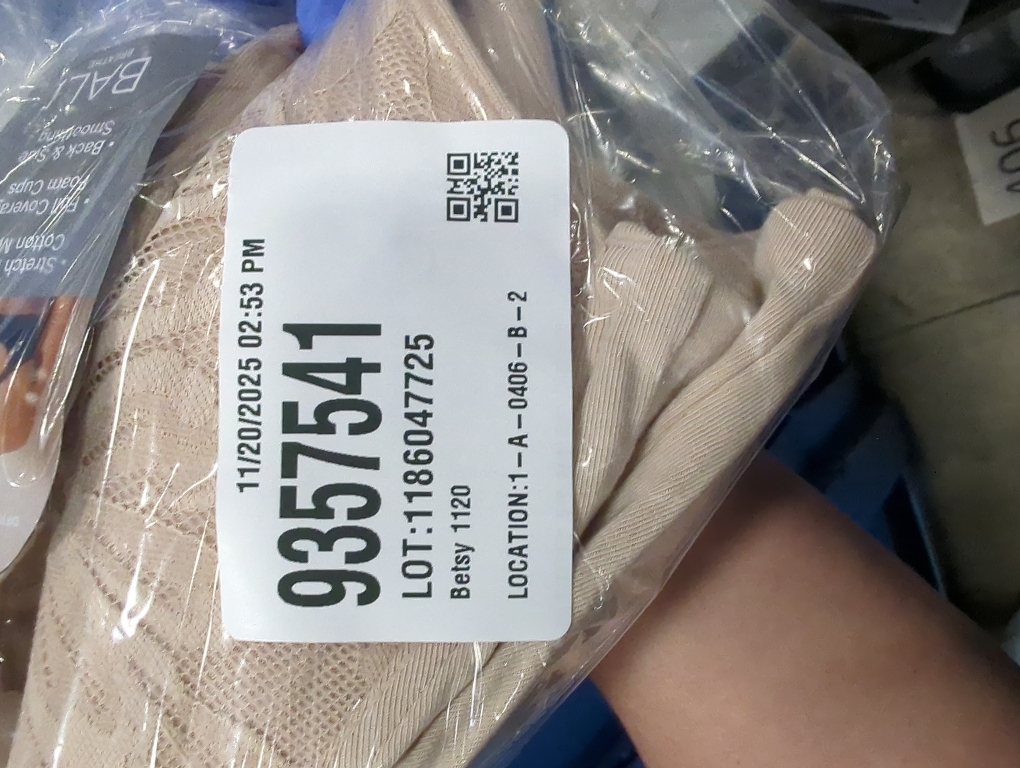 11/20/2025 02:53 PM
9357541
LOT:1186047725
Betsy 1120
LOCATION:1-A-0406-B-2
BALI
BREATHE
• Back & Side
Smoothing
• Full Coverage
Foam Cups
• Stretch
Cotton
406